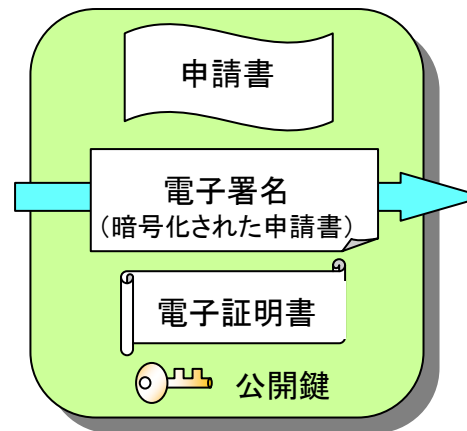 申請書
電子署名
（暗号化された申請書）
電子証明書
公開鍵